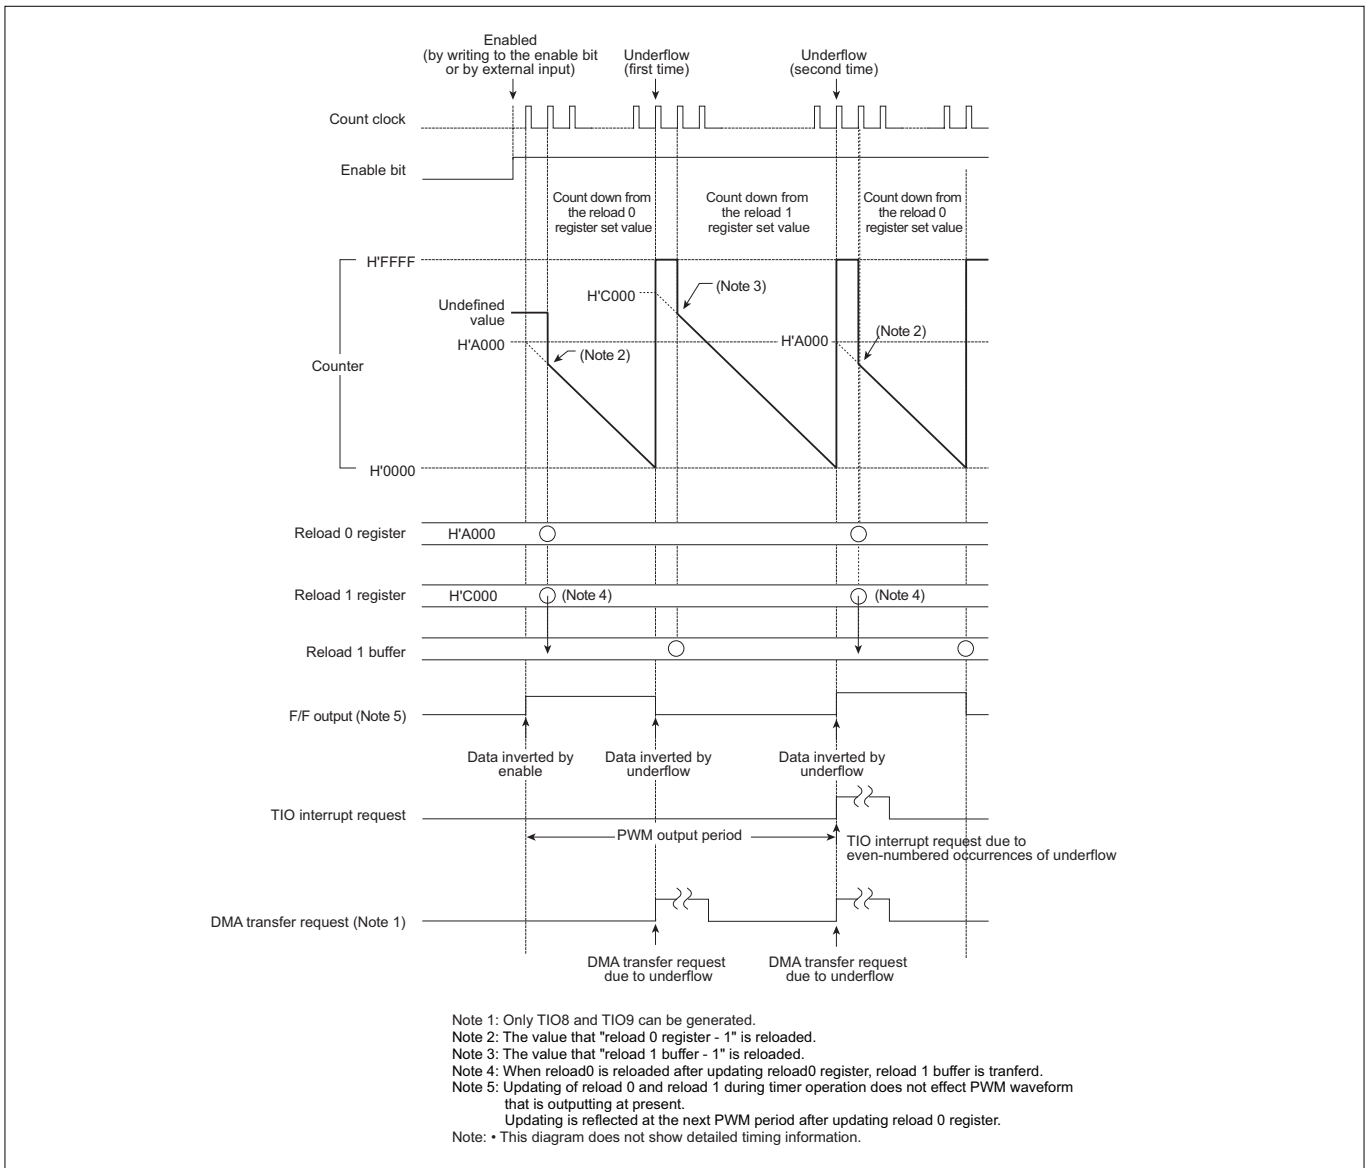 Enabled
(by writing to the enable bit
or by external input)
Underflow
(first time)
Underflow
(second time)
Count clock
Enable bit
Count down from
the reload 0
register set value
Count down from
the reload 1
register set value
Count down from
the reload 0
register set value
H'FFFF
(Note 3)
H'C000
Undefined
value
H'A000
(Note 2)
H'A000
(Note 2)
Counter
H'0000
Reload 0 register
H'A000
Reload 1 register
H'C000
(Note 4)
(Note 4)
Reload 1 buffer
F/F output (Note 5)
Data inverted by
enable
Data inverted by
underflow
Data inverted by
underflow
TIO interrupt request
PWM output period
TIO interrupt request due to
even-numbered occurrences of underflow
DMA transfer request (Note 1)
DMA transfer request
due to underflow
DMA transfer request
due to underflow
Note 1: Only TIO8 and TIO9 can be generated.
Note 2: The value that "reload 0 register - 1" is reloaded.
Note 3: The value that "reload 1 buffer - 1" is reloaded.
Note 4: When reload0 is reloaded after updating reload0 register, reload 1 buffer is tranferd.
Note 5: Updating of reload 0 and reload 1 during timer operation does not effect PWM waveform
that is outputting at present.
Updating is reflected at the next PWM period after updating reload 0 register.
Note: • This diagram does not show detailed timing information.